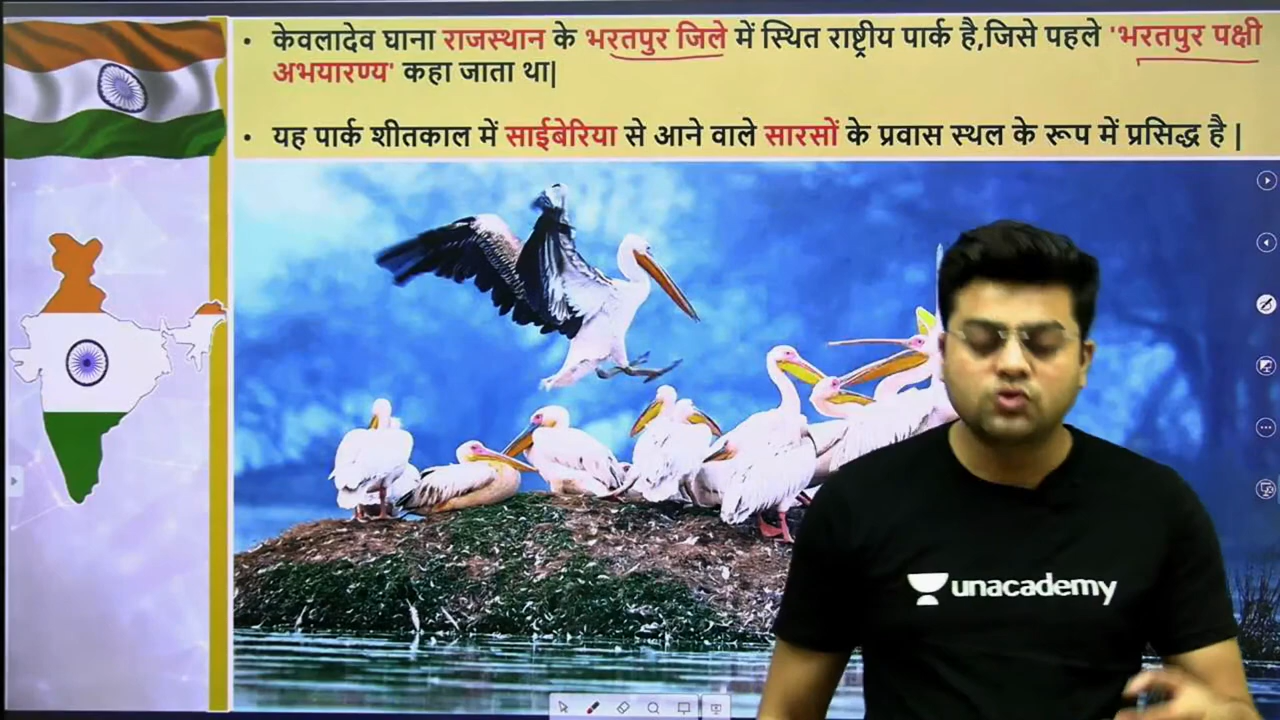 • केवलादेव घाना राजस्थान के भरतपुर जिले में स्थित राष्ट्रीय पार्क है,जिसे पहले 'भरतपुर पक्षी
अभयारण्य' कहा जाता था|
• यह पार्क शीतकाल में साईबेरिया से आने वाले सारसों के प्रवास स्थल के रूप में प्रसिद्ध है |
unacademy